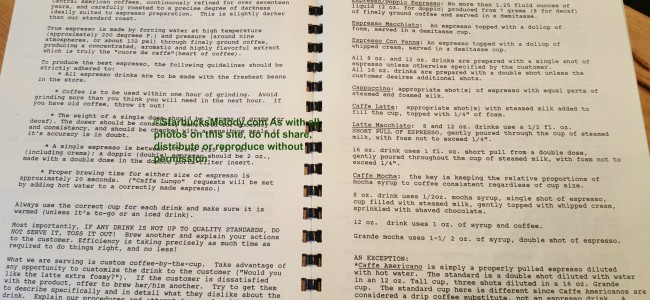 Central American coffees, continually refined for over seventeen
years, and carefully roasted to a precise degree of darkness
ideally suited to espresso preparation. This is slightly darker
than our standard roast.
True espresso is made by forcing water at high temperature
(approximately 200 degrees F.) and pressure (around nine
atmospheres, or about 132 psi) through finely ground coffee,
producing a concentrated, aromatic and highly flavorful extract
which is truly the "cuore de caffe"(heart of coffee).
To produce the best espresso, the following guidelines should be
strictly adhered to:
* All espresso drinks are to be made with the freshest beans
in the store.
* Coffee is to be used within one hour of grinding. Avoid
grinding more than you think you will need in the next hour. If
you have old coffee, throw it out!
* The weight of a single dose should be
decaf). The doser should be
and consistency, and should be checked with
it's accuracy is in doubt.
* A single espresso is
(including crema): a doppio (double) should be 2 oz.,
made with a double dose in the filter insert.
* Proper brewing time for either size of espresso is
approximately 20 seconds. ("Caffe Lungo" requests will be met
by adding hot water to a correctly made espresso.)
Always use the correct cup for each drink and make sure it is
warmed (unless it's to-go or an iced drink).
Most importantly, IF ANY DRINK IS NOT UP TO QUALITY STANDARDS, DO
NOT SERVE IT, TOSS IT OUT! Brew another and explain your actions
to the customer. Efficiency is taking precisely as much time as
required to do things right, and no less!
What we are serving is custom coffee-by-the-cup. Take advantage of
any opportunity to customize the drink to the customer ("Would you
like the latte extra foamy?"). If the customer is dissatisfied
with the product, offer to brew her/him another. Try to get them
to describe specifically and in detail what they dislike about the
drink. Explain our procedures and
©StarbucksMelody.com As with all
photos on this site, do not share,
distribute or reproduce without
permission.
Espresso/Doppio Espresso: No more than 1.25 fluid ounces of
liquid (2 oz. for doppio) produced from 7 grams (8 for decaf)
of finely ground coffee and served in a demitasse.
Espresso Macchiato: An espresso topped with a dollop of
foam, served in a demitasse cup.
Espresso Con Panna: An espresso topped with a dollop of
whipped cream, served in a demitasse cup.
All 8 oz. and 12 oz. drinks are prepared with a single shot of
espresso unless otherwise specified by the customer.
All 16 oz. drinks are prepared with a double shot unless the
customer desires additional shots.
Cappuccino: appropriate shot(s) of espresso with equal parts of
steamed and foamed milk.
Caffe Latte: appropriate shot(s) with steamed milk added to
fill the cup, topped with 1/4" of foam.
Latte Macchiato: 8 and 12 oz. drinks use 1 1/2 fl. oz.
SHORT PULL OF ESPRESSO, gently poured through the cup of steamed
milk, with foam not to exceed 1/4"
16 oz. drink uses 1 fl. oz. short pull from a double dose,
gently poured throughout the cup of steamed milk, with foam not to
exceed 1/4".
Caffe Mocha: the key is keeping the relative proportions of
mocha syrup to coffee consistent regardless of cup size.
8 oz. drink uses 1/2oz. mocha syrup, single shot of espresso,
cup filled with steamed milk, gently topped with whipped cream,
sprinkled with shaved chocolate.
12 oz. drink uses 1 oz. of syrup and coffee.
Grande mocha uses 1-1/ 2 oz. of syrup, double shot of espresso.
AN EXCEPTION:
*Caffe Americano is simply a properly pulled espresso diluted
with hot water. The standard is a double shot diluted with water
in an 12 oz. Tall cup, three shots diluted in a 16 oz. Grande
cup. The standard cup here is different since Caffe Americanos are
considered a drip coffee substitute, not an espresso drink.